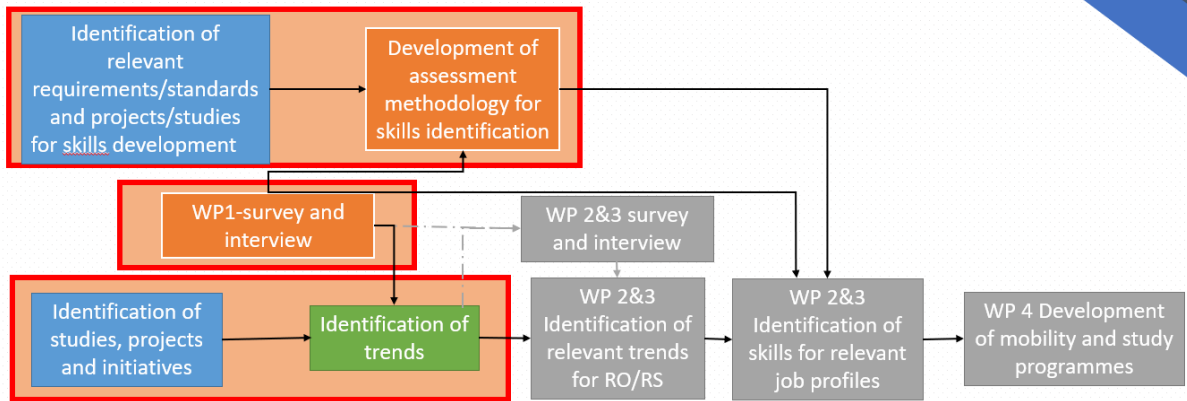 Identification of
relevant
requirements/standards
and projects/studies
for skills development
Development of
assessment
methodology for
skills identification
WP1-survey and
interview
WP 2&3 survey
and interview
Identification of
studies, projects
and initiatives
Identification of
trends
WP 2&3
Identification of
relevant trends
for RO/RS
WP 2&3
Identification of
skills for relevant
job profiles
WP 4 Development
of mobility and study
programmes